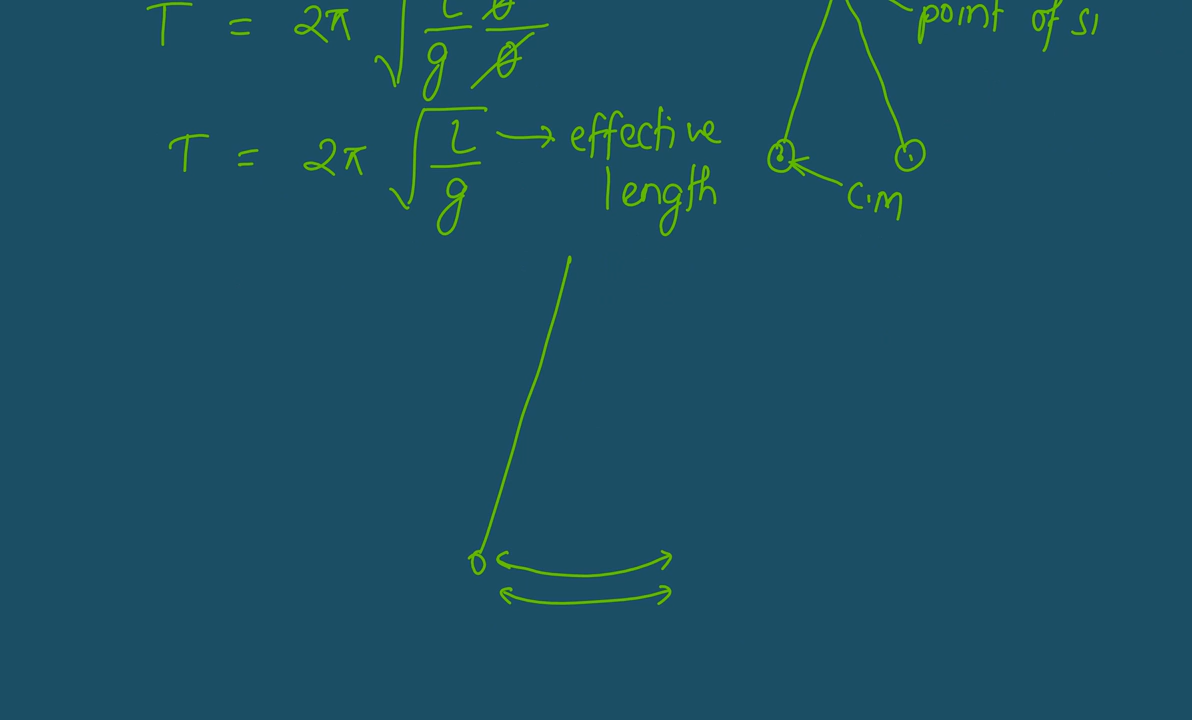 T = 2π √(l/g θ/θ)
point of
T = 2π √(l/g) → effective
length
C.M